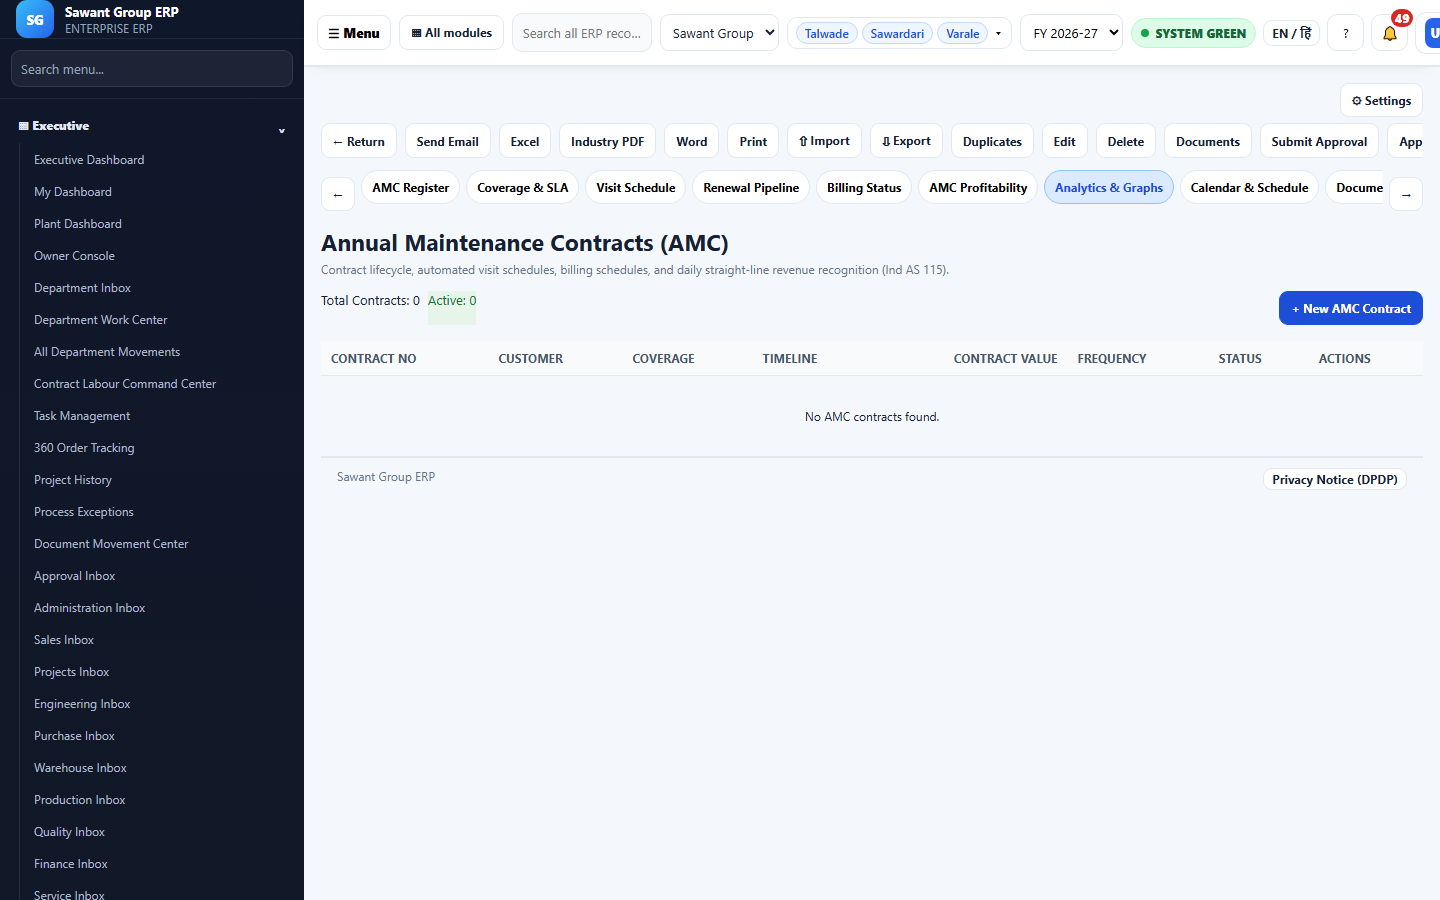 SG
Sawant Group ERP
ENTERPRISE ERP
Search menu...
Executive
Executive Dashboard
My Dashboard
Plant Dashboard
Owner Console
Department Inbox
Department Work Center
All Department Movements
Contract Labour Command Center
Task Management
360 Order Tracking
Project History
Process Exceptions
Document Movement Center
Approval Inbox
Administration Inbox
Sales Inbox
Projects Inbox
Engineering Inbox
Purchase Inbox
Warehouse Inbox
Production Inbox
Quality Inbox
Finance Inbox
Service Inbox
☰ Menu
All modules
Search all ERP reco...
Sawant Group
Talwade
Sawardari
Varale
FY 2026-27
SYSTEM GREEN
EN / हिं
?
49
U
⚙ Settings
← Return
Send Email
Excel
Industry PDF
Word
Print
⇧ Import
⇩ Export
Duplicates
Edit
Delete
Documents
Submit Approval
App
←
AMC Register
Coverage & SLA
Visit Schedule
Renewal Pipeline
Billing Status
AMC Profitability
Analytics & Graphs
Calendar & Schedule
Docume
→
Annual Maintenance Contracts (AMC)
Contract lifecycle, automated visit schedules, billing schedules, and daily straight-line revenue recognition (Ind AS 115).
Total Contracts: 0
Active: 0
+ New AMC Contract
CONTRACT NO
CUSTOMER
COVERAGE
TIMELINE
CONTRACT VALUE
FREQUENCY
STATUS
ACTIONS
No AMC contracts found.
Sawant Group ERP
Privacy Notice (DPDP)